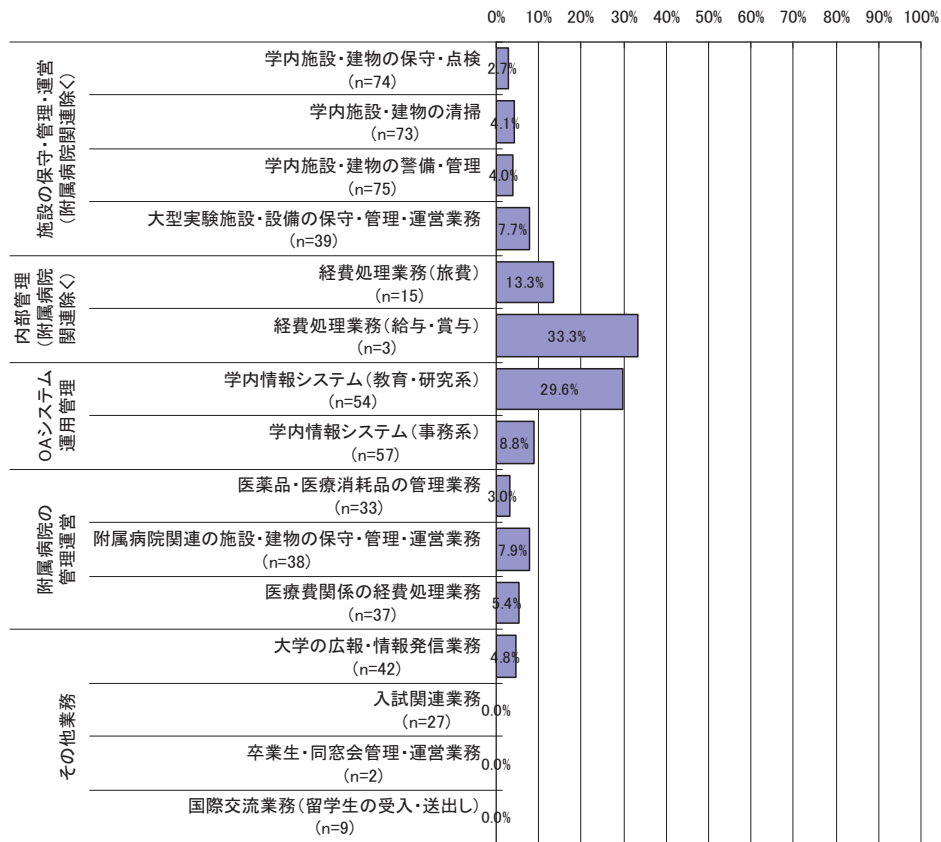 0% 10% 20% 30% 40% 50% 60% 70% 80% 90% 100%
施設の保守・管理・運営
(附属病院関連除く)
学内施設・建物の保守・点検
(n=74)
2.7%
学内施設・建物の清掃
(n=73)
4.1%
学内施設・建物の警備・管理
(n=75)
4.0%
大型実験施設・設備の保守・管理・運営業務
(n=39)
7.7%
内部管理
(附属病院
関連除く)
経費処理業務(旅費)
(n=15)
13.3%
経費処理業務(給与・賞与)
(n=3)
33.3%
OAシステム
運用管理
学内情報システム(教育・研究系)
(n=54)
29.6%
学内情報システム(事務系)
(n=57)
8.8%
附属病院の
管理運営
医薬品・医療消耗品の管理業務
(n=33)
3.0%
附属病院関連の施設・建物の保守・管理・運営業務
(n=38)
7.9%
医療費関係の経費処理業務
(n=37)
5.4%
その他業務
大学の広報・情報発信業務
(n=42)
4.8%
入試関連業務
(n=27)
0.0%
卒業生・同窓会管理・運営業務
(n=2)
0.0%
国際交流業務(留学生の受入・送出し)
(n=9)
0.0%